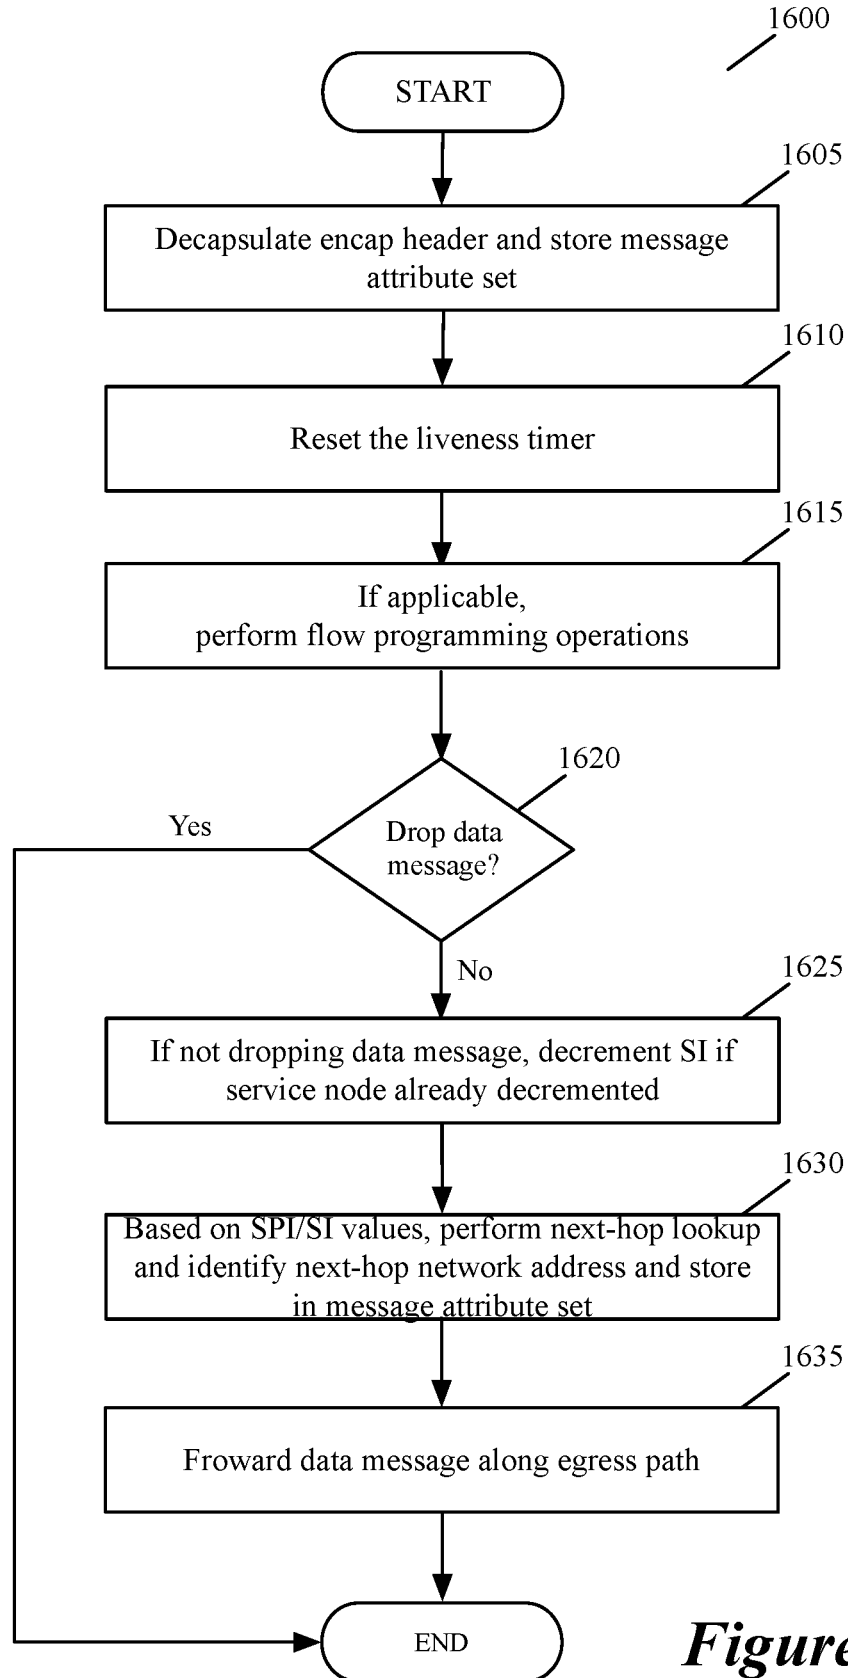 1600
START
1605
Decapsulate encap header and store message
attribute set
1610
Reset the liveness timer
1615
If applicable,
perform flow programming operations
1620
Drop data
message?
Yes
No
1625
If not dropping data message, decrement SI if
service node already decremented
1630
Based on SPI/SI values, perform next-hop lookup
and identify next-hop network address and store
in message attribute set
1635
Froward data message along egress path
END
Figure